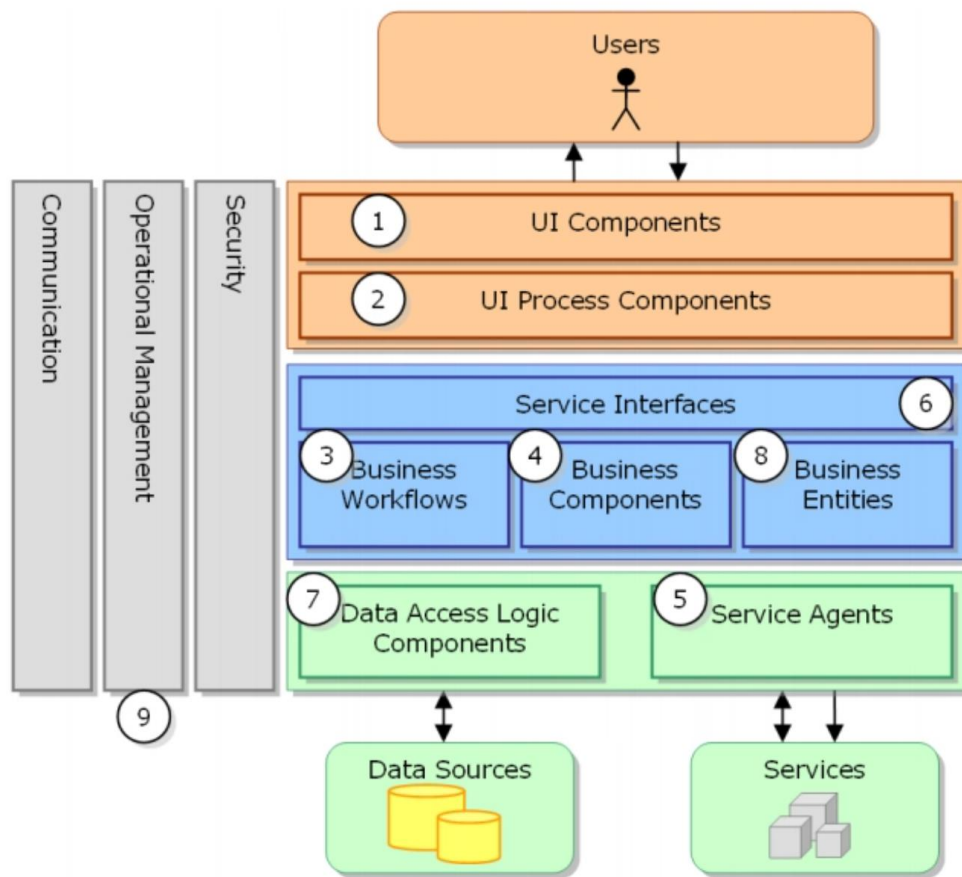 Users
Communication
Operational Management
Security
1
UI Components
2
UI Process Components
Service Interfaces
6
3
Business
Workflows
4
Business
Components
8
Business
Entities
7
Data Access Logic
Components
5
Service Agents
9
Data Sources
Services